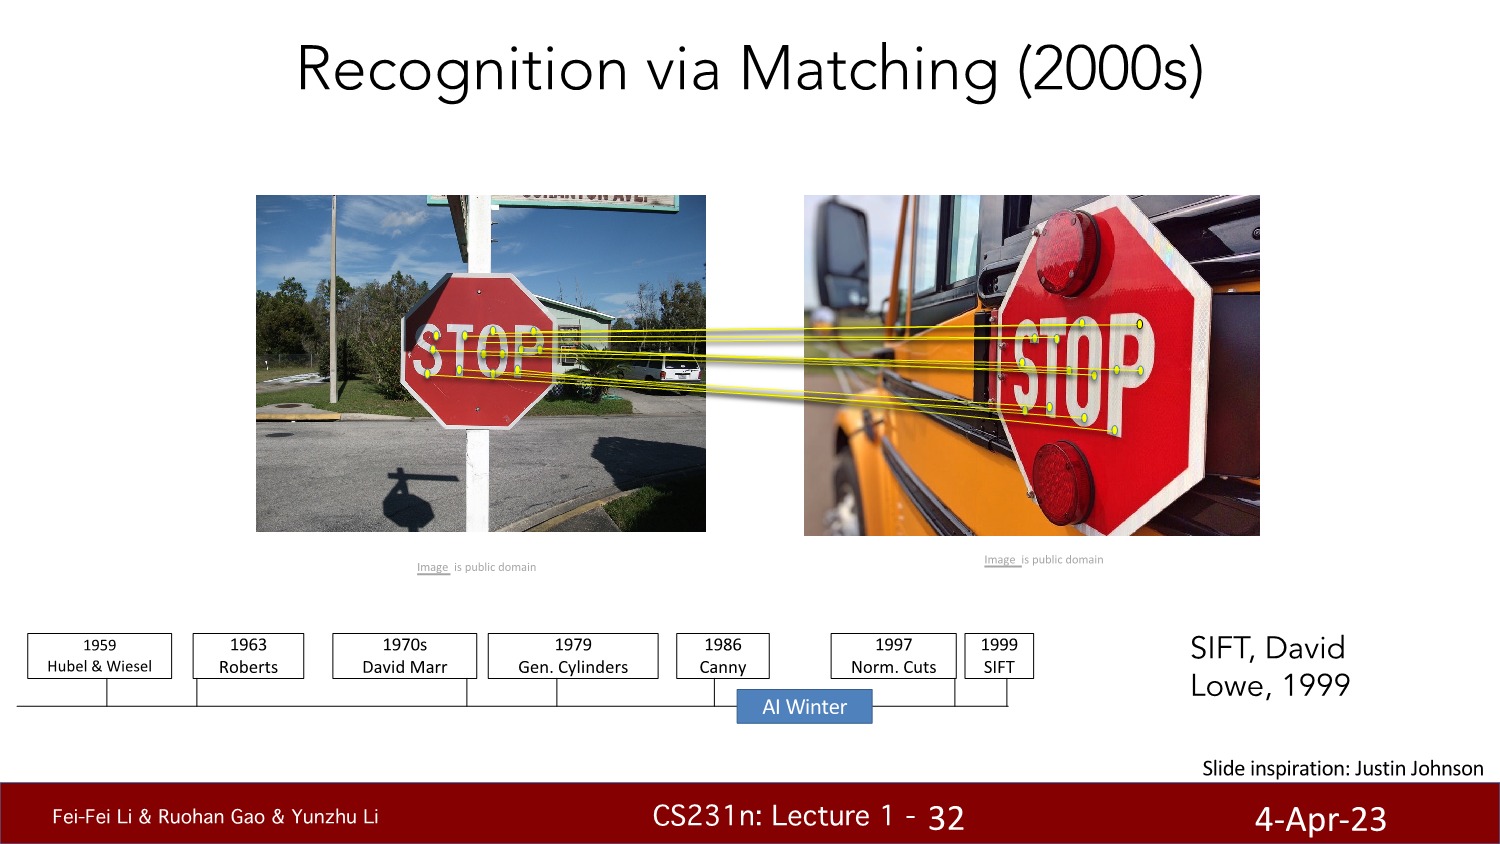 Recognition via Matching (2000s)
STOP
STOP
Image is public domain
Image is public domain
1959
Hubel & Wiesel
1963
Roberts
1970s
David Marr
1979
Gen. Cylinders
1986
Canny
1997
Norm. Cuts
1999
SIFT
AI Winter
SIFT, David
Lowe, 1999
Slide inspiration: Justin Johnson
Fei-Fei Li & Ruohan Gao & Yunzhu Li
CS231n: Lecture 1 - 32
4-Apr-23